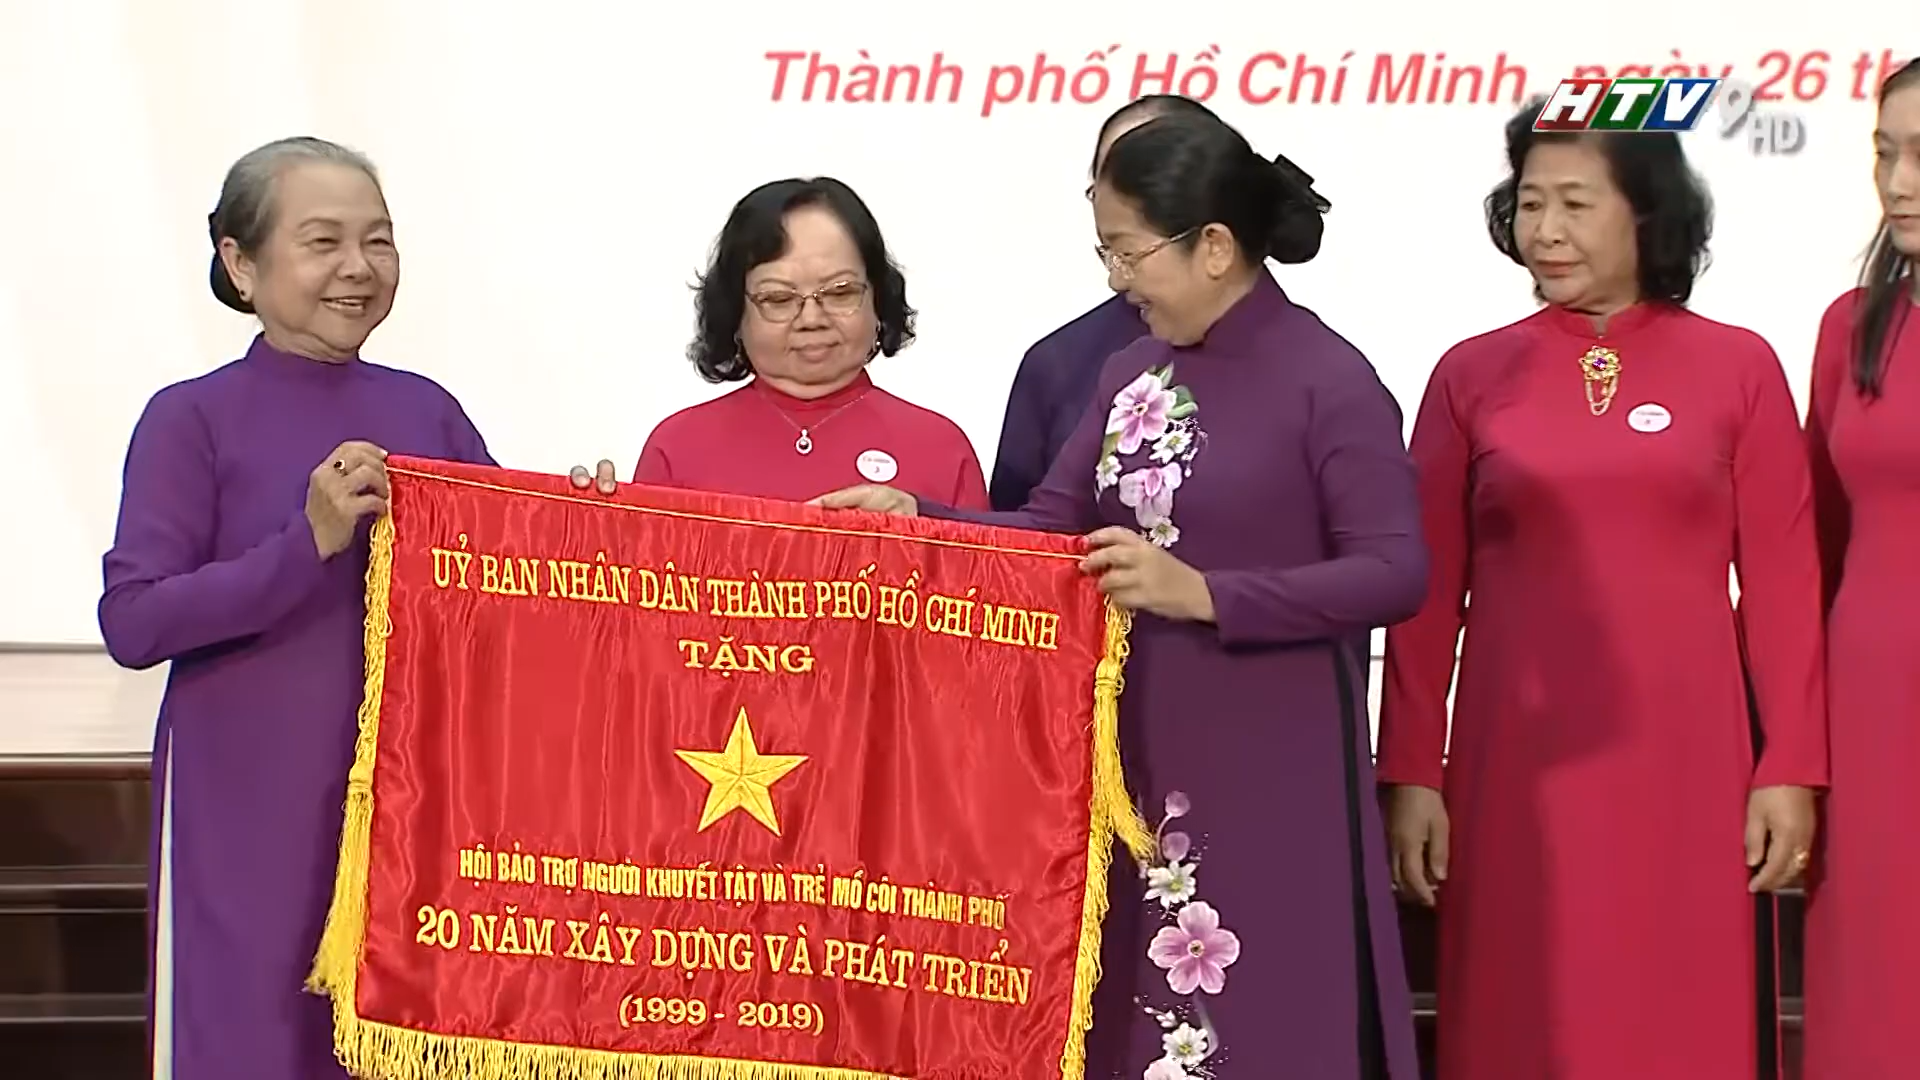 Thành phố Hồ Chí Minh, ngày 26 th
HTV9
HD
UỶ BAN NHÂN DÂN THÀNH PHỐ HỒ CHÍ MINH
TẶNG
HỘI BẢO TRỢ NGƯỜI KHUYẾT TẬT VÀ TRẺ MỒ CÔI THÀNH PHỐ
20 NĂM XÂY DỰNG VÀ PHÁT TRIỂN
(1999 - 2019)